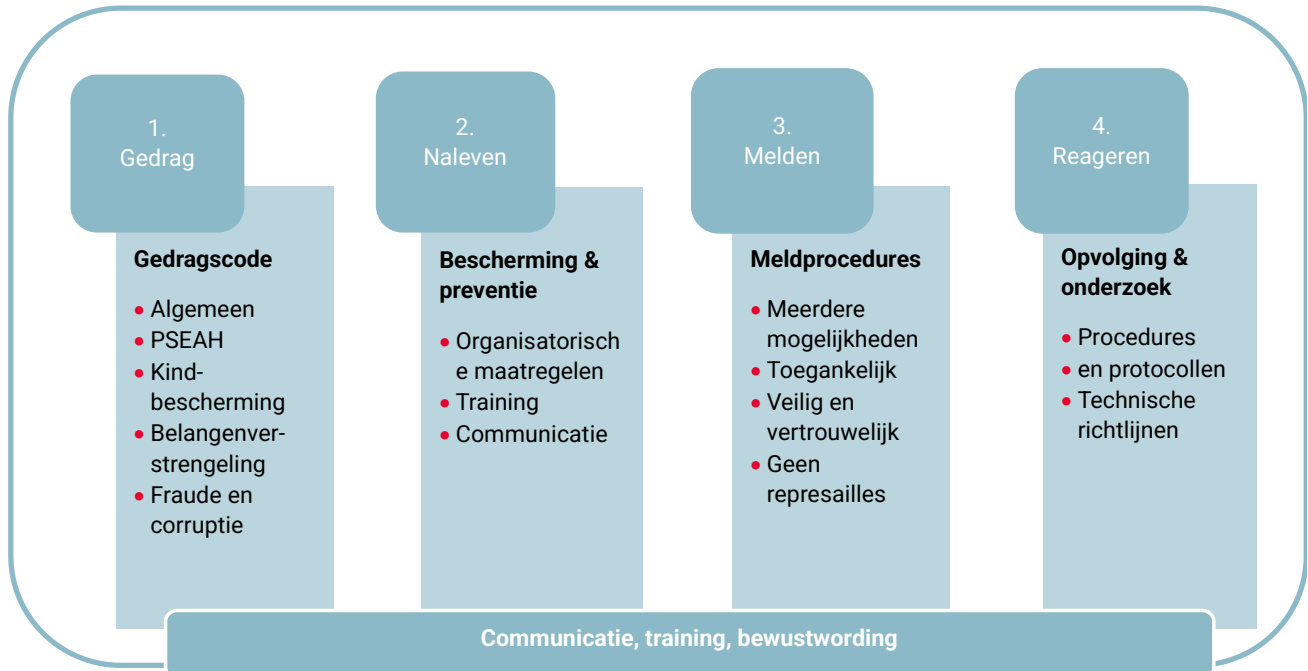 1.
Gedrag
Gedragscode
• Algemeen
• PSEAH
• Kind-
bescherming
• Belangenver-
strengeling
• Fraude en
corruptie
2.
Naleven
Bescherming &
preventie
• Organisatorisch
e maatregelen
• Training
• Communicatie
3.
Melden
Meldprocedures
• Meerdere
mogelijkheden
• Toegankelijk
• Veilig en
vertrouwelijk
• Geen
represailles
4.
Reageren
Opvolging &
onderzoek
• Procedures
• en protocollen
• Technische
richtlijnen
Communicatie, training, bewustwording